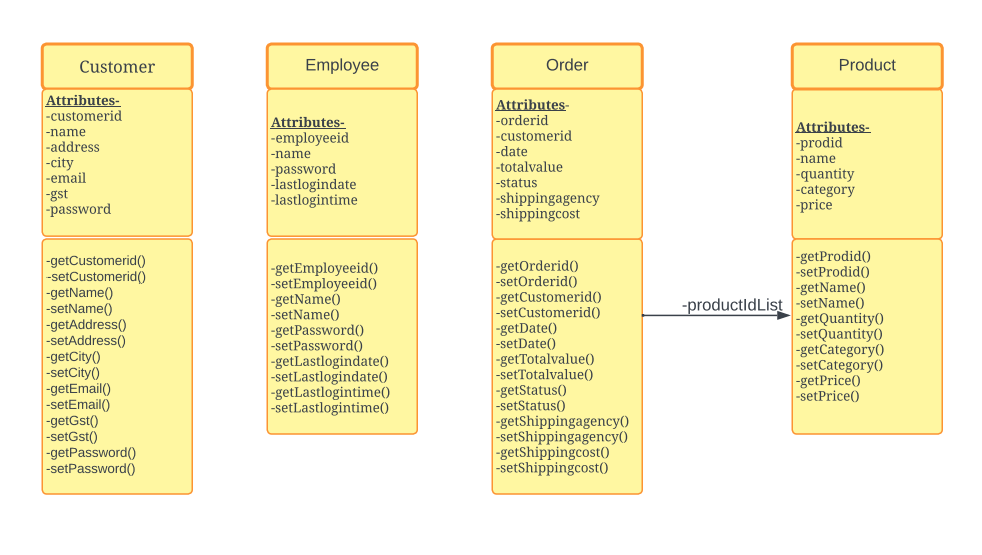 Customer
Attributes-
-customerid
-name
-address
-city
-email
-gst
-password
-getCustomerid()
-setCustomerid()
-getName()
-setName()
-getAddress()
-setAddress()
-getCity()
-setCity()
-getEmail()
-setEmail()
-getGst()
-setGst()
-getPassword()
-setPassword()
Employee
Attributes-
-employeeid
-name
-password
-lastlogindate
-lastlogintime
-getEmployeeid()
-setEmployeeid()
-getName()
-setName()
-getPassword()
-setPassword()
-getLastlogindate()
-setLastlogindate()
-getLastlogintime()
-setLastlogintime()
Order
Attributes-
-orderid
-customerid
-date
-totalvalue
-status
-shippingagency
-shippingcost
-getOrderid()
-setOrderid()
-getCustomerid()
-setCustomerid()
-getDate()
-setDate()
-getTotalvalue()
-setTotalvalue()
-getStatus()
-setStatus()
-getShippingagency()
-setShippingagency()
-getShippingcost()
-setShippingcost()
-productIdList
Product
Attributes-
-prodid
-name
-quantity
-category
-price
-getProdid()
-setProdid()
-getName()
-setName()
-getQuantity()
-setQuantity()
-getCategory()
-setCategory()
-getPrice()
-setPrice()